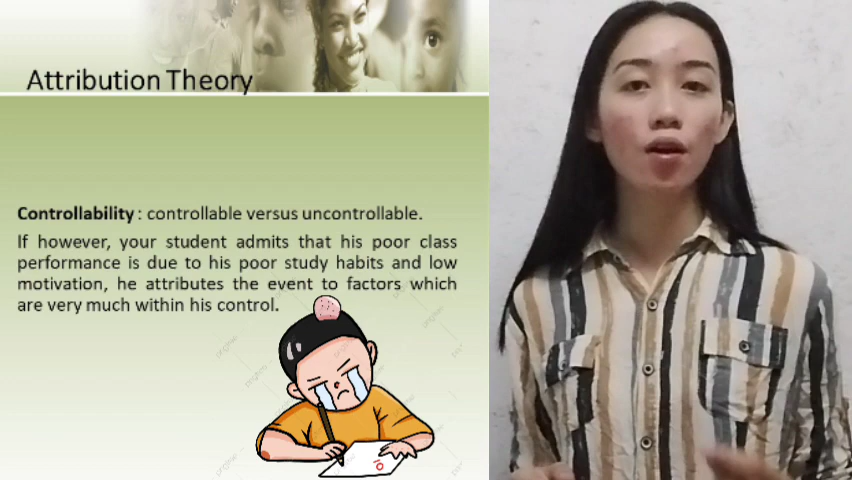 Attribution Theory
Controllability : controllable versus uncontrollable.
If however, your student admits that his poor class
performance is due to his poor study habits and low
motivation, he attributes the event to factors which
are very much within his control.